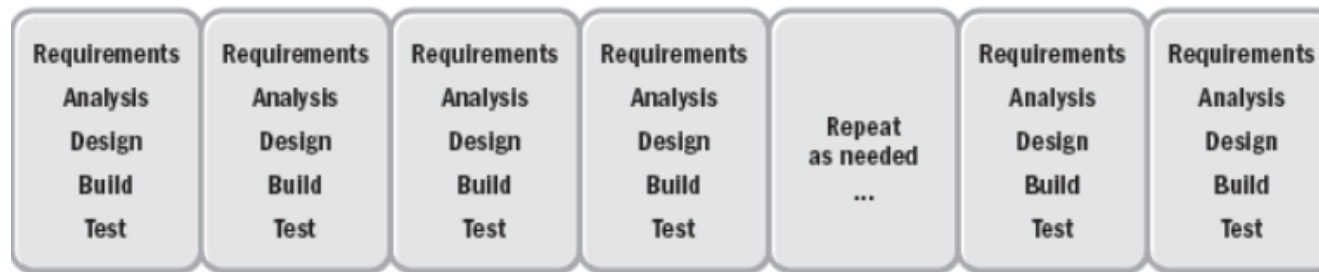 Requirements
Analysis
Design
Build
Test
Requirements
Analysis
Design
Build
Test
Requirements
Analysis
Design
Build
Test
Requirements
Analysis
Design
Build
Test
Repeat
as needed
...
Requirements
Analysis
Design
Build
Test
Requirements
Analysis
Design
Build
Test